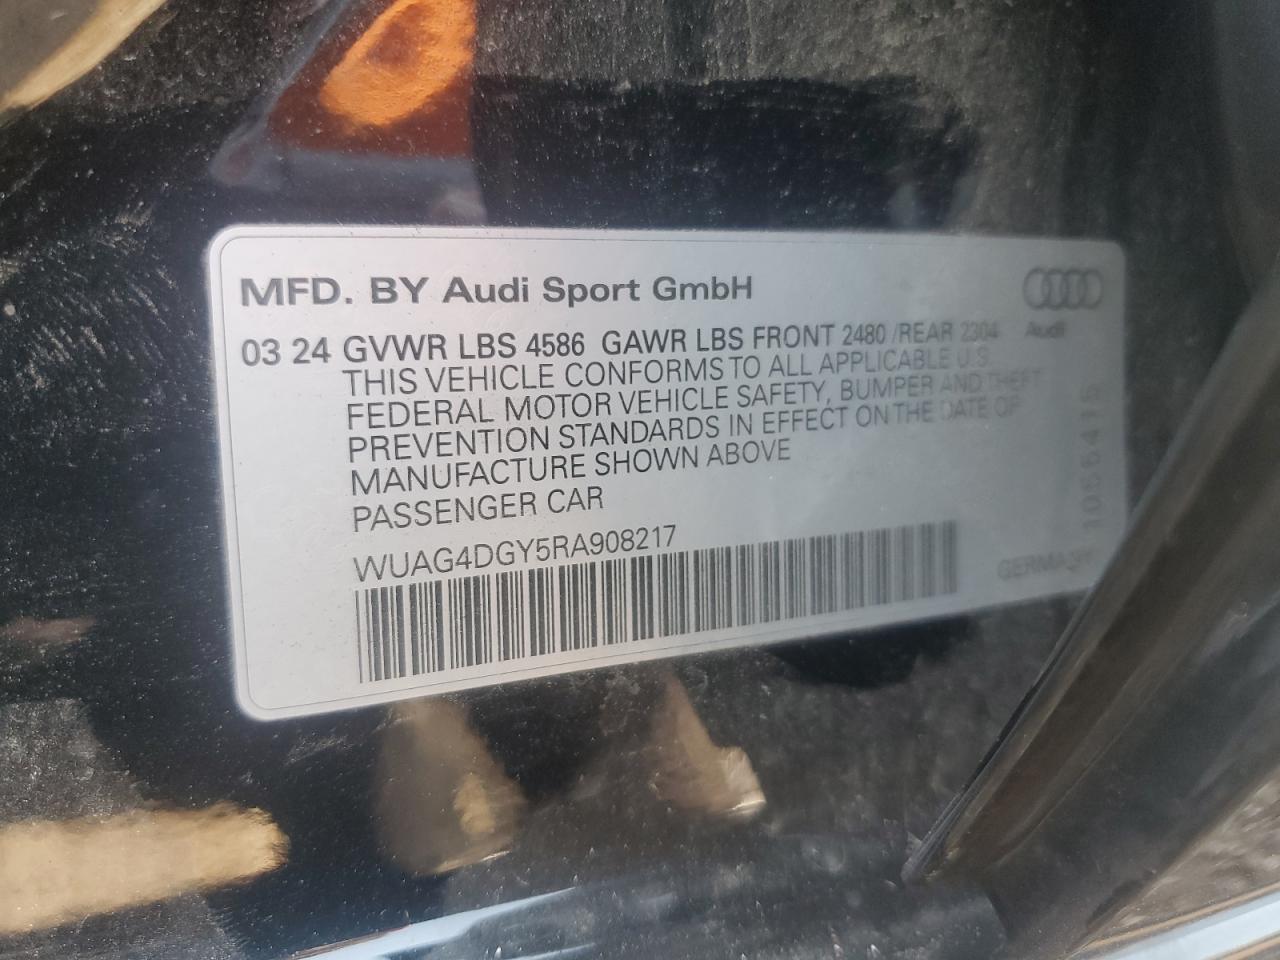 MFD. BY Audi Sport GmbH
03 24 GVWR LBS 4586 GAWR LBS FRONT 2480 /REAR 2304
Audi
THIS VEHICLE CONFORMS TO ALL APPLICABLE U.S.
FEDERAL MOTOR VEHICLE SAFETY, BUMPER AND THEFT
PREVENTION STANDARDS IN EFFECT ON THE DATE OF
MANUFACTURE SHOWN ABOVE
PASSENGER CAR
WUAG4DGY5RA908217